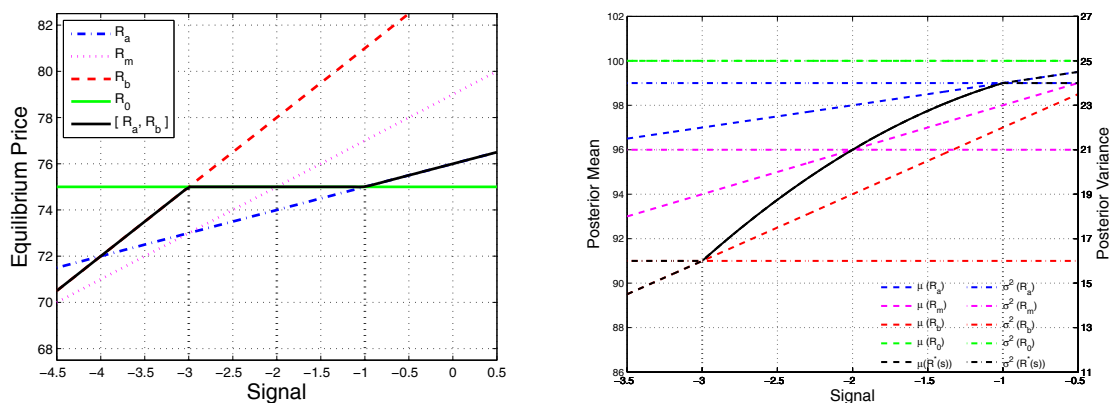 R_a
R_m
R_b
R_0
[ R_a, R_b ]
82
80
78
76
74
72
70
68
Equilibrium Price
−4.5 −4 −3.5 −3 −2.5 −2 −1.5 −1 −0.5 0 0.5
Signal
102
100
98
96
94
92
90
88
86
Posterior Mean
27
25
23
21
19
17
15
13
11
Posterior Variance
μ (R_a) σ² (R_a)
μ (R_m) σ² (R_m)
μ (R_b) σ² (R_b)
μ (R_0) σ² (R_0)
μ(R*(s)) σ² (R*(s))
−3.5 −3 −2.5 −2 −1.5 −1 −0.5
Signal